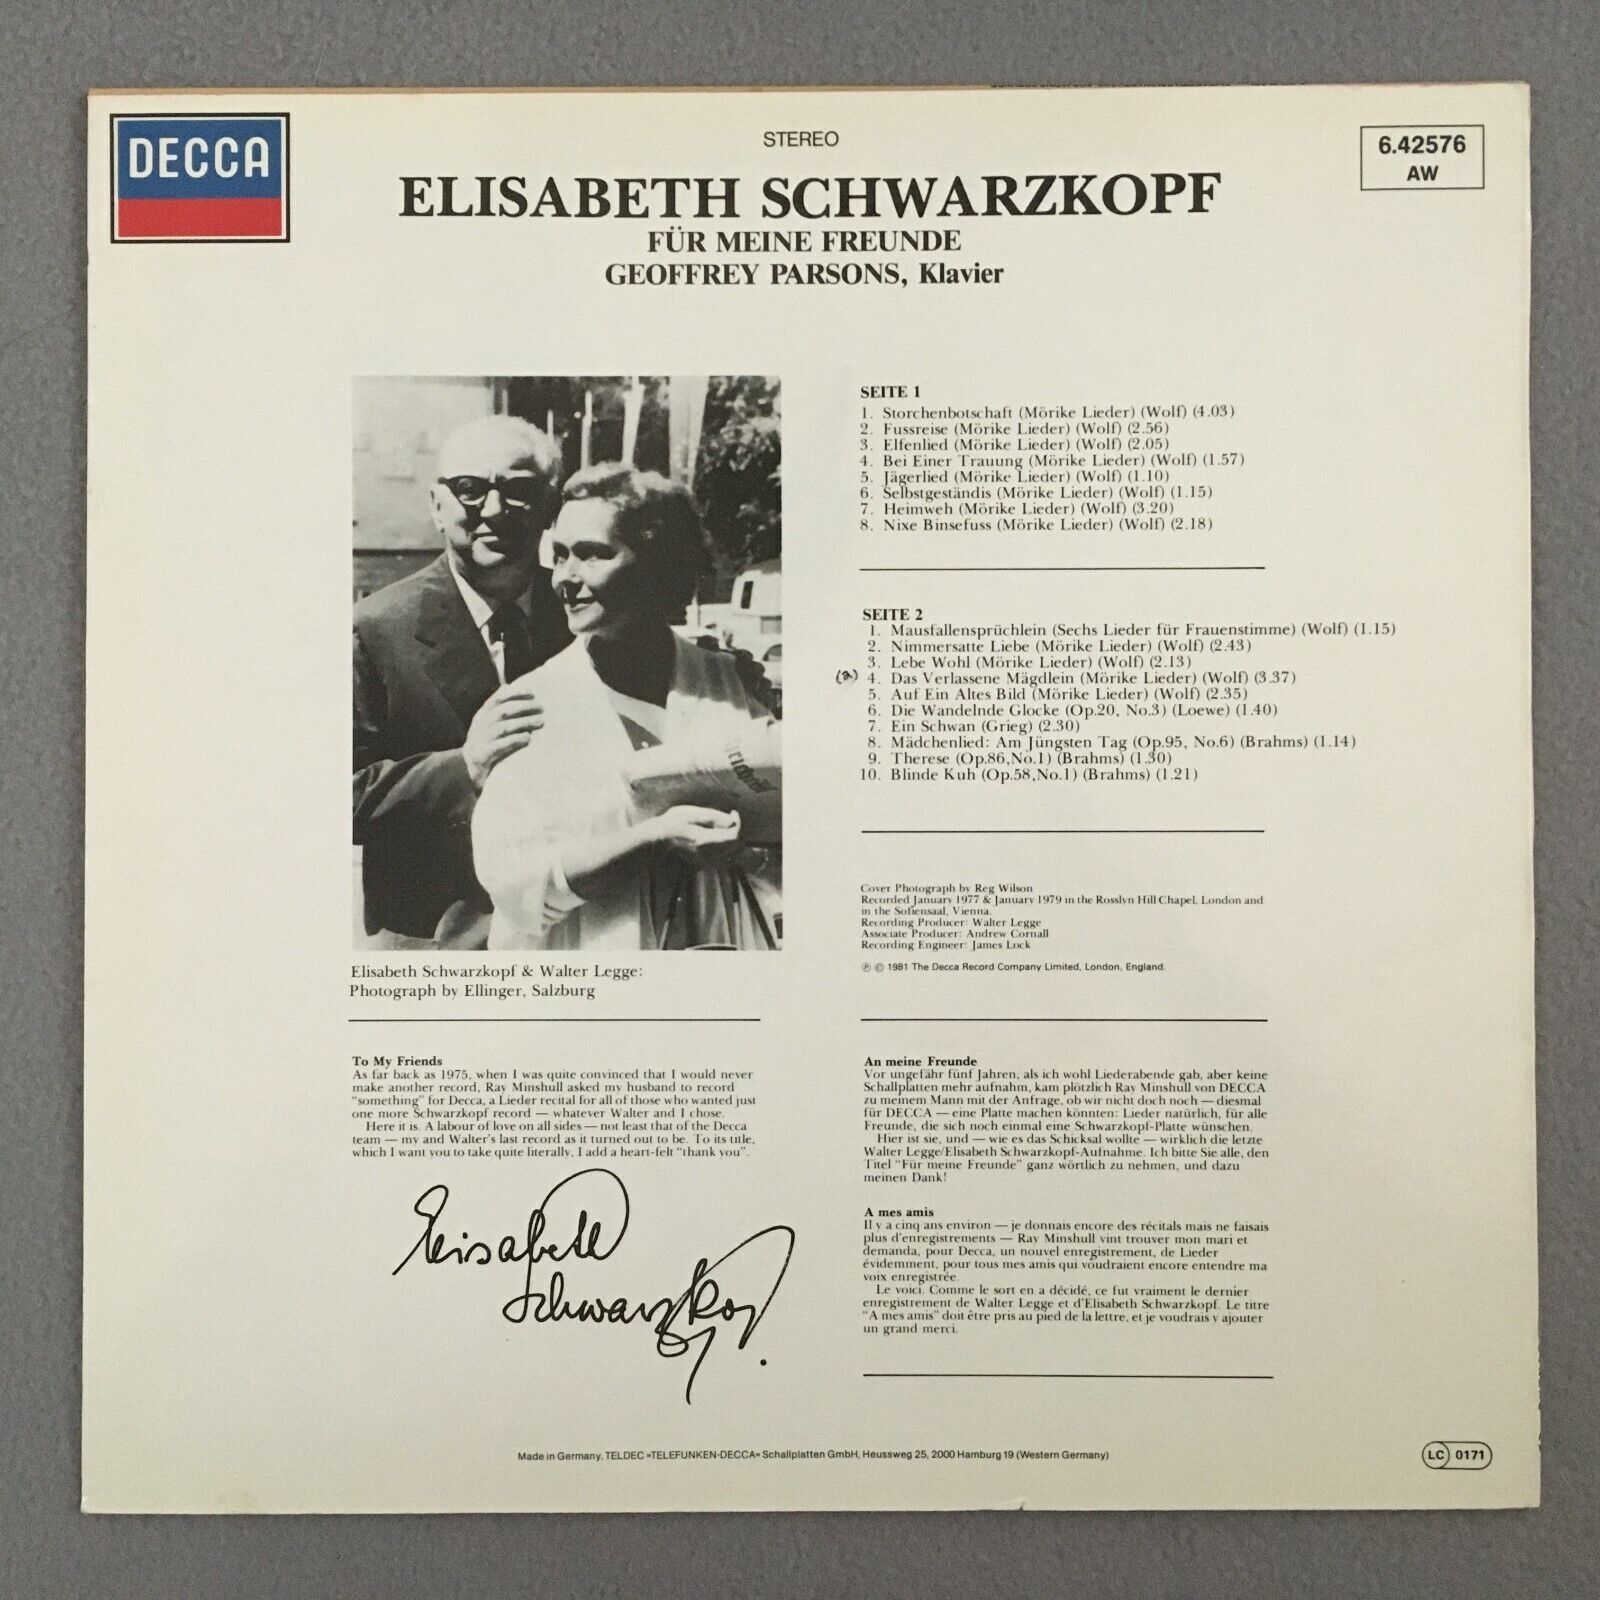 DECCA
STEREO
6.42576
AW
ELISABETH SCHWARZKOPF
FÜR MEINE FREUNDE
GEOFFREY PARSONS, Klavier
SEITE 1
1. Storchenbotschaft (Mörike Lieder) (Wolf) (4.03)
2. Fussreise (Mörike Lieder) (Wolf) (2.56)
3. Elfenlied (Mörike Lieder) (Wolf) (2.05)
4. Bei Einer Trauung (Mörike Lieder) (Wolf) (1.57)
5. Jägerlied (Mörike Lieder) (Wolf) (1.10)
6. Selbstgeständis (Mörike Lieder) (Wolf) (1.15)
7. Heimweh (Mörike Lieder) (Wolf) (3.20)
8. Nixe Binsefuss (Mörike Lieder) (Wolf) (2.18)
SEITE 2
1. Mausfallensprüchlein (Sechs Lieder für Frauenstimme) (Wolf) (1.15)
2. Nimmersatte Liebe (Mörike Lieder) (Wolf) (2.43)
3. Lebe Wohl (Mörike Lieder) (Wolf) (2.13)
4. Das Verlassene Mägdlein (Mörike Lieder) (Wolf) (3.37)
5. Auf Ein Altes Bild (Mörike Lieder) (Wolf) (2.35)
6. Die Wandelnde Glocke (Op.20, No.3) (Loewe) (1.40)
7. Ein Schwan (Grieg) (2.30)
8. Mädchenlied: Am Jüngsten Tag (Op.95, No.6) (Brahms) (1.14)
9. Therese (Op.86,No.1) (Brahms) (1.30)
10. Blinde Kuh (Op.58,No.1) (Brahms) (1.21)
Cover Photograph by Reg Wilson
Recorded January 1977 & January 1979 in the Rosslyn Hill Chapel, London and
in the Sofiensaal, Vienna.
Recording Producer: Walter Legge
Associate Producer: Andrew Cornall
Recording Engineer: James Lock
℗ © 1981 The Decca Record Company Limited, London, England.
Elisabeth Schwarzkopf & Walter Legge:
Photograph by Ellinger, Salzburg
To My Friends
As far back as 1975, when I was quite convinced that I would never
make another record, Ray Minshull asked my husband to record
"something" for Decca, a Lieder recital for all of those who wanted just
one more Schwarzkopf record — whatever Walter and I chose.
Here it is. A labour of love on all sides — not least that of the Decca
team — my and Walter's last record as it turned out to be. To its title,
which I want you to take quite literally, I add a heart-felt "thank you".
Elisabeth
Schwarzkopf.
An meine Freunde
Vor ungefähr fünf Jahren, als ich wohl Liederabende gab, aber keine
Schallplatten mehr aufnahm, kam plötzlich Ray Minshull von DECCA
zu meinem Mann mit der Anfrage, ob wir nicht doch noch — diesmal
für DECCA — eine Platte machen könnten: Lieder natürlich, für alle
Freunde, die sich noch einmal eine Schwarzkopf-Platte wünschen.
Hier ist sie, und — wie es das Schicksal wollte — wirklich die letzte
Walter Legge/Elisabeth Schwarzkopf-Aufnahme. Ich bitte Sie alle, den
Titel "Für meine Freunde" ganz wörtlich zu nehmen, und dazu
meinen Dank!
A mes amis
Il y a cinq ans environ — je donnais encore des récitals mais ne faisais
plus d'enregistrements — Ray Minshull vint trouver mon mari et
demanda, pour Decca, un nouvel enregistrement, de Lieder
évidemment, pour tous mes amis qui voudraient encore entendre ma
voix enregistrée.
Le voici. Comme le sort en a décidé, ce fut vraiment le dernier
enregistrement de Walter Legge et d'Elisabeth Schwarzkopf. Le titre
"A mes amis" doit être pris au pied de la lettre, et je voudrais y ajouter
un grand merci.
Made in Germany, TELDEC »TELEFUNKEN-DECCA« Schallplatten GmbH, Heussweg 25, 2000 Hamburg 19 (Western Germany)
LC 0171